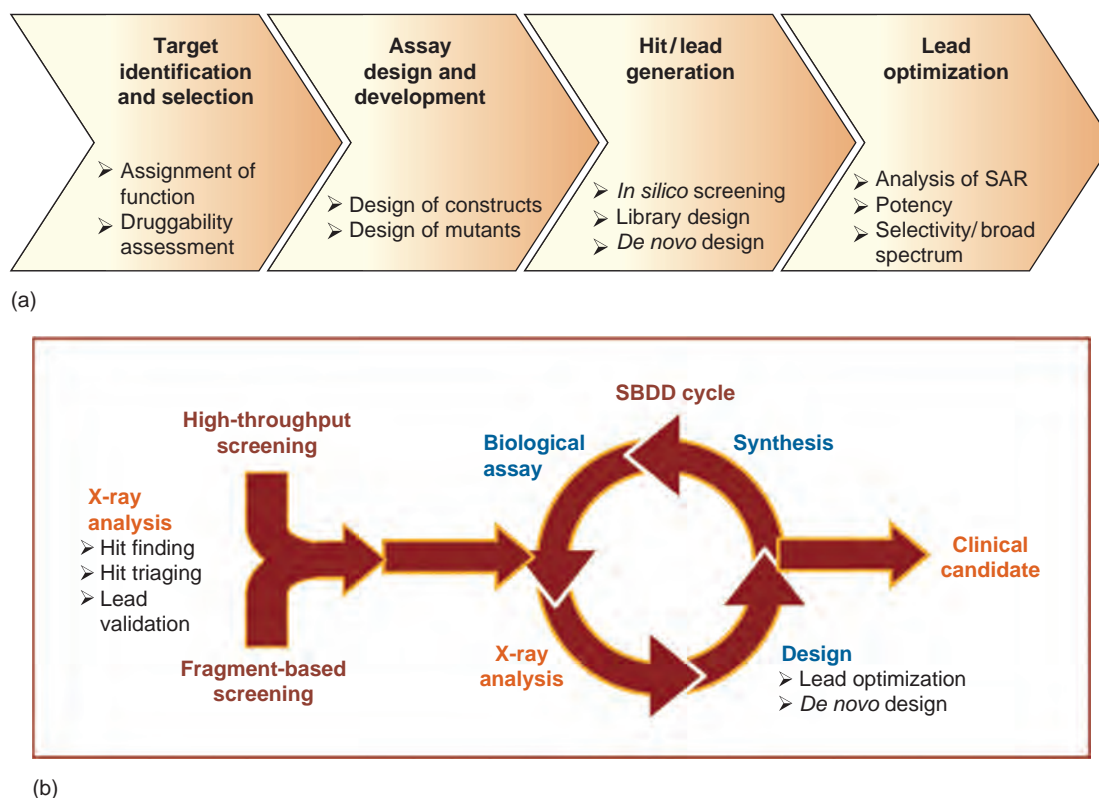 Target
identification
and selection
➢ Assignment of
function
➢ Druggability
assessment
Assay
design and
development
➢ Design of constructs
➢ Design of mutants
Hit/lead
generation
➢ In silico screening
➢ Library design
➢ De novo design
Lead
optimization
➢ Analysis of SAR
➢ Potency
➢ Selectivity/broad
spectrum
(a)
High-throughput
screening
X-ray
analysis
➢ Hit finding
➢ Hit triaging
➢ Lead
validation
Fragment-based
screening
SBDD cycle
Biological
assay
Synthesis
X-ray
analysis
Design
➢ Lead optimization
➢ De novo design
Clinical
candidate
(b)